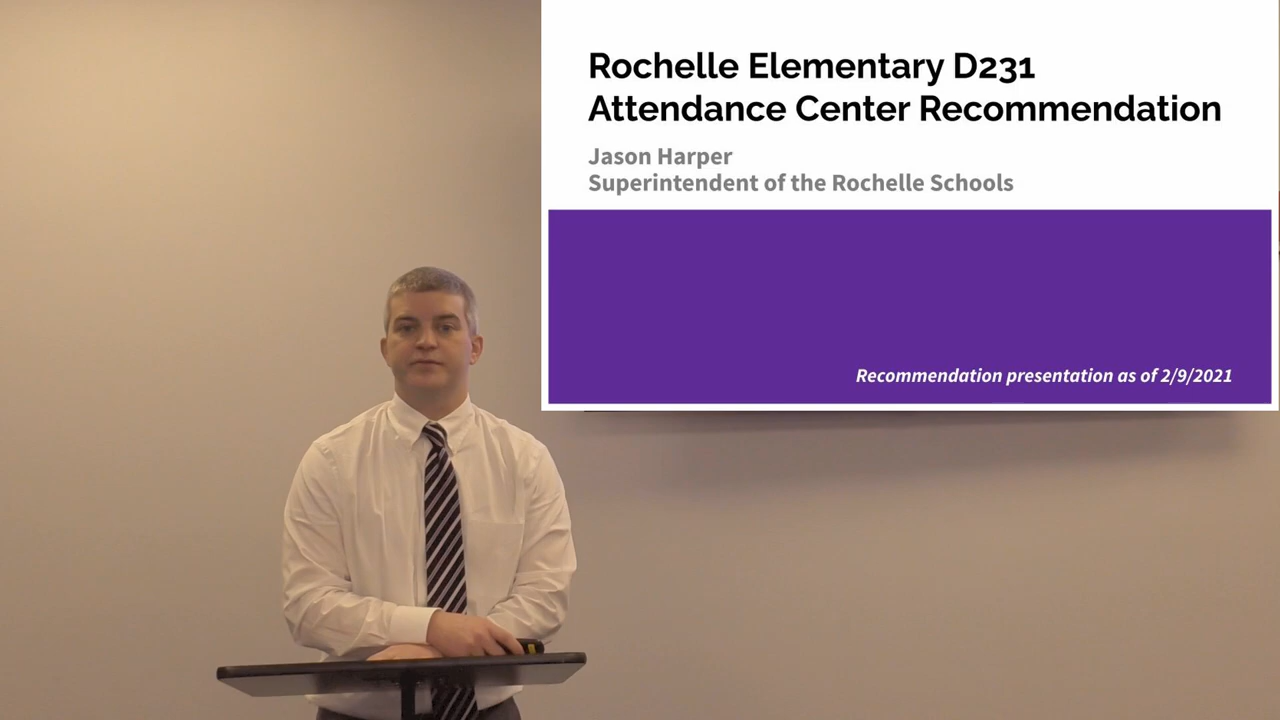 Rochelle Elementary D231
Attendance Center Recommendation
Jason Harper
Superintendent of the Rochelle Schools
Recommendation presentation as of 2/9/2021